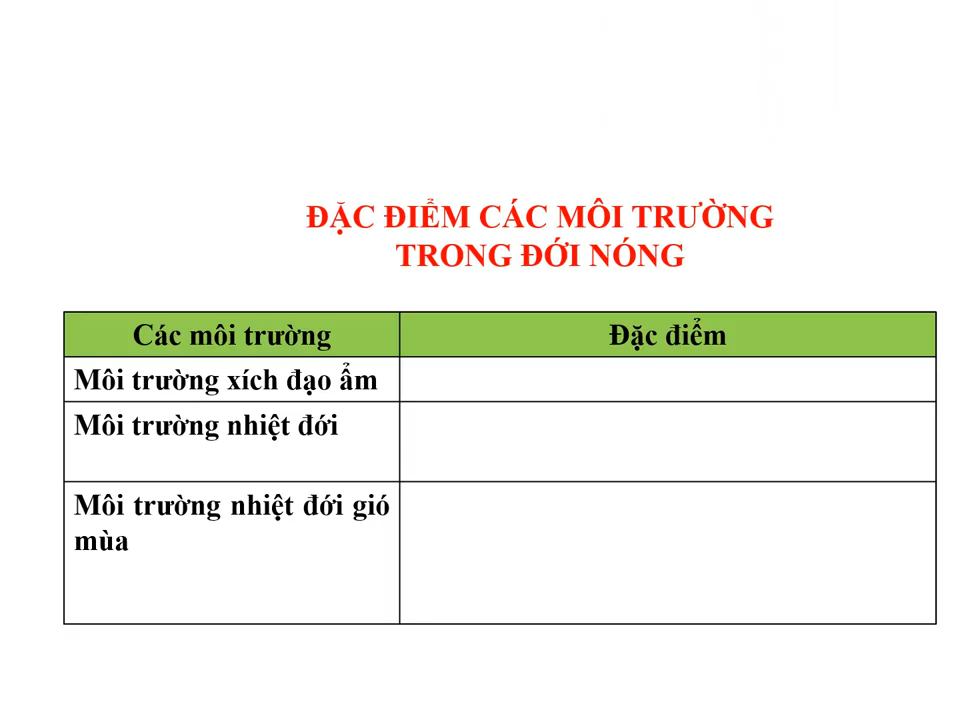 ĐẶC ĐIỂM CÁC MÔI TRƯỜNG
TRONG ĐỚI NÓNG
Các môi trường
Đặc điểm
Môi trường xích đạo ẩm
Môi trường nhiệt đới
Môi trường nhiệt đới gió
mùa